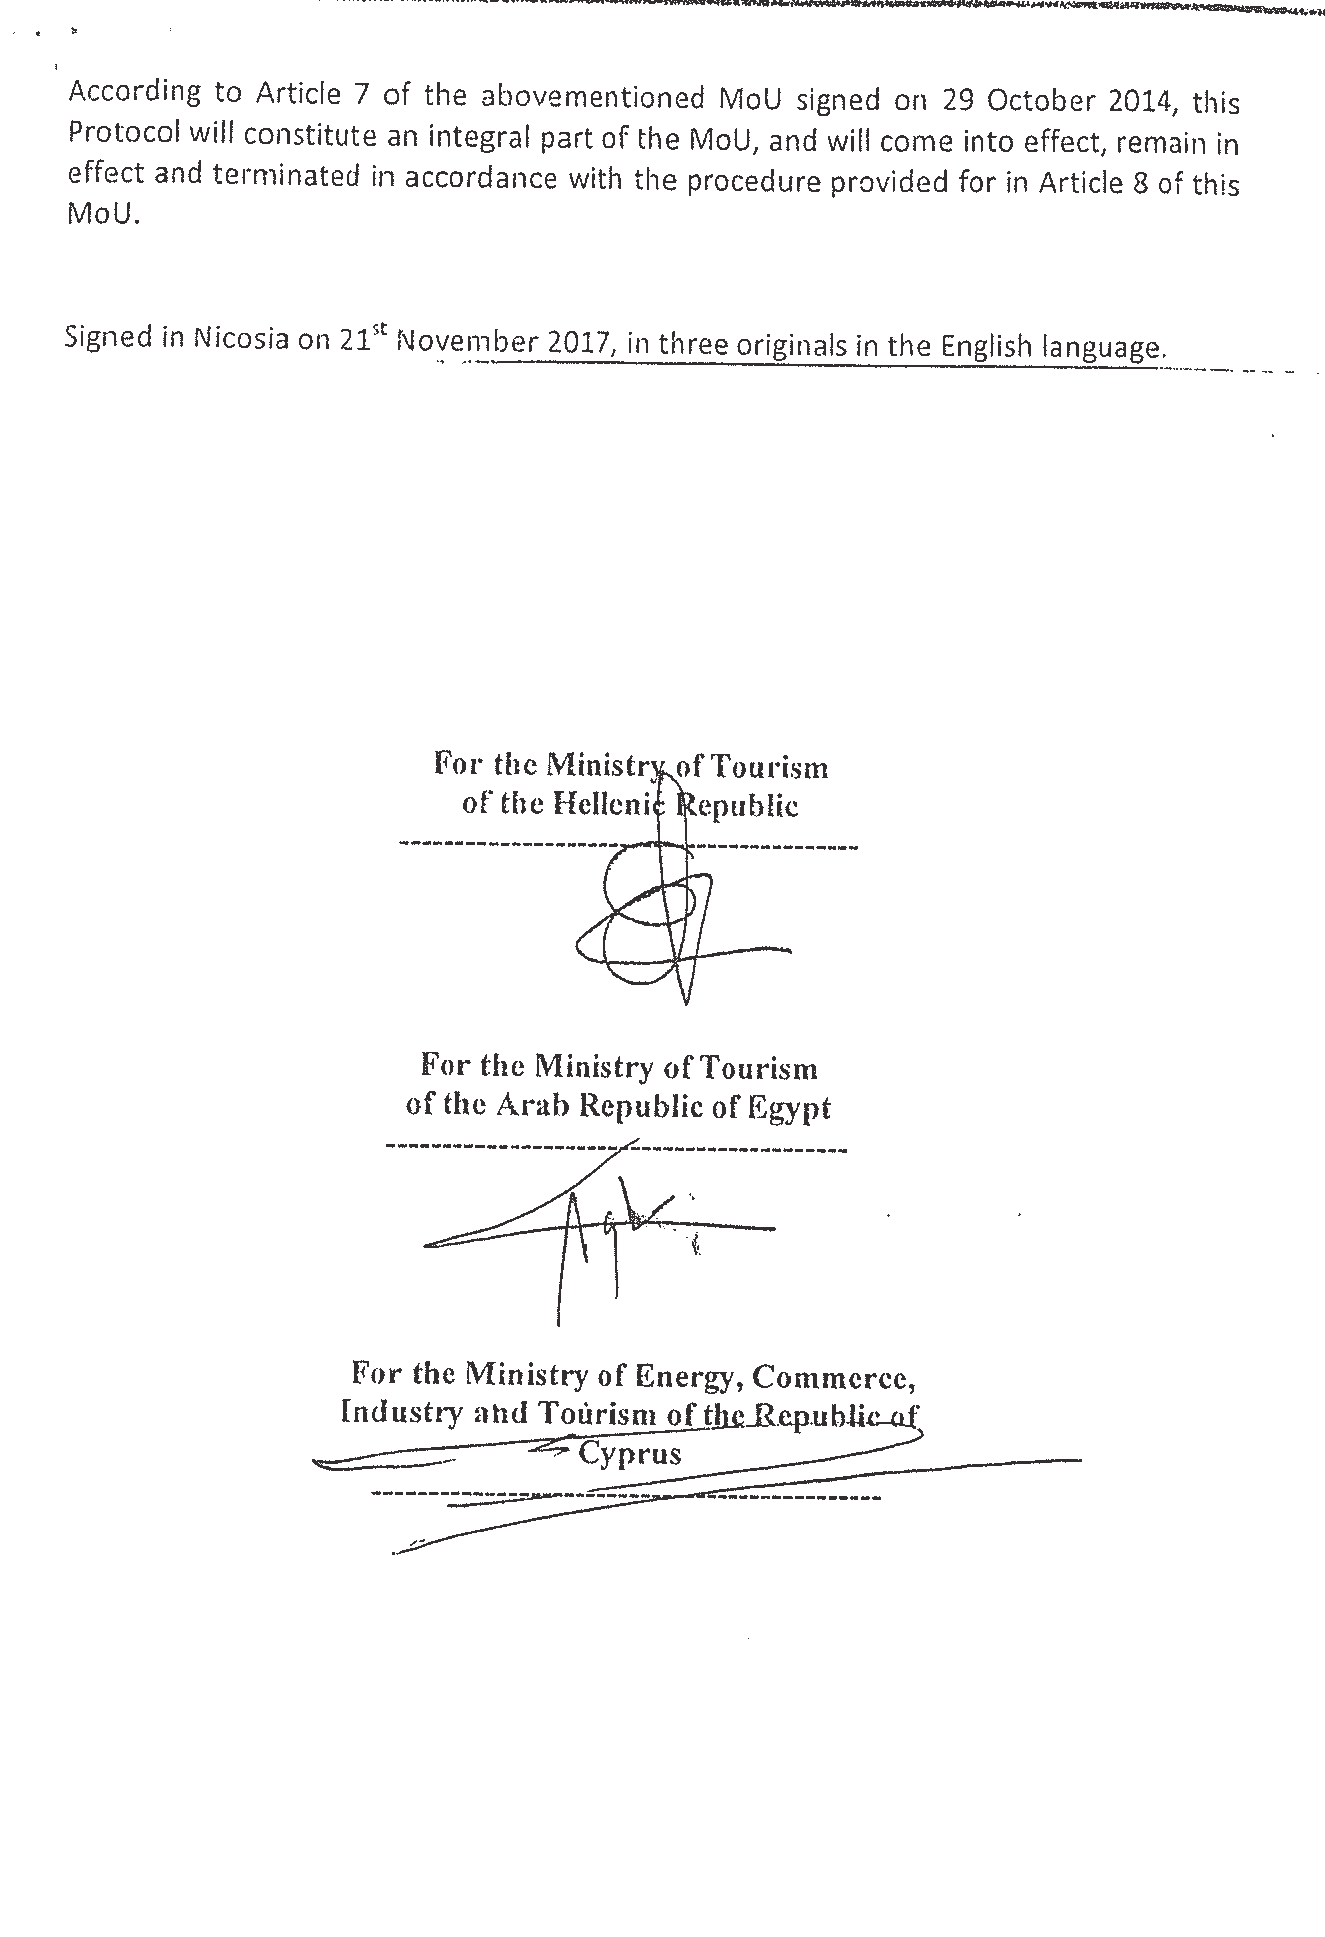 According to Article 7 of the abovementioned MoU signed on 29 October 2014, this
Protocol will constitute an integral part of the MoU, and will come into effect, remain in
effect and terminated in accordance with the procedure provided for in Article 8 of this
MoU.
Signed in Nicosia on 21st November 2017, in three originals in the English language.
For the Ministry of Tourism
of the Hellenic Republic
For the Ministry of Tourism
of the Arab Republic of Egypt
For the Ministry of Energy, Commerce,
Industry and Tourism of the Republic of
Cyprus